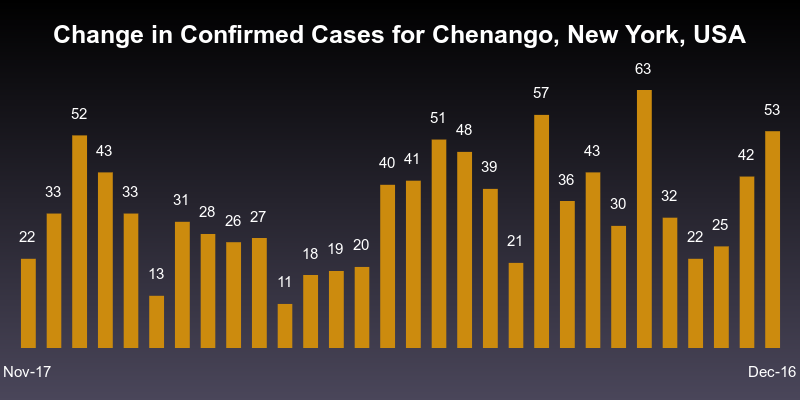 Change in Confirmed Cases for Chenango, New York, USA
22 33 52 43 33 13 31 28 26 27 11 18 19 20 40 41 51 48 39 21 57 36 43 30 63 32 22 25 42 53
Nov-17 Dec-16